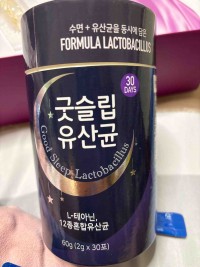 수면 + 유산균을 동시에 담은
FORMULA LACTOBACILLUS
30
DAYS
굿슬립
유산균
Good Sleep Lactobacillus
L-테아닌,
12종혼합유산균
60g (2g x 30포)